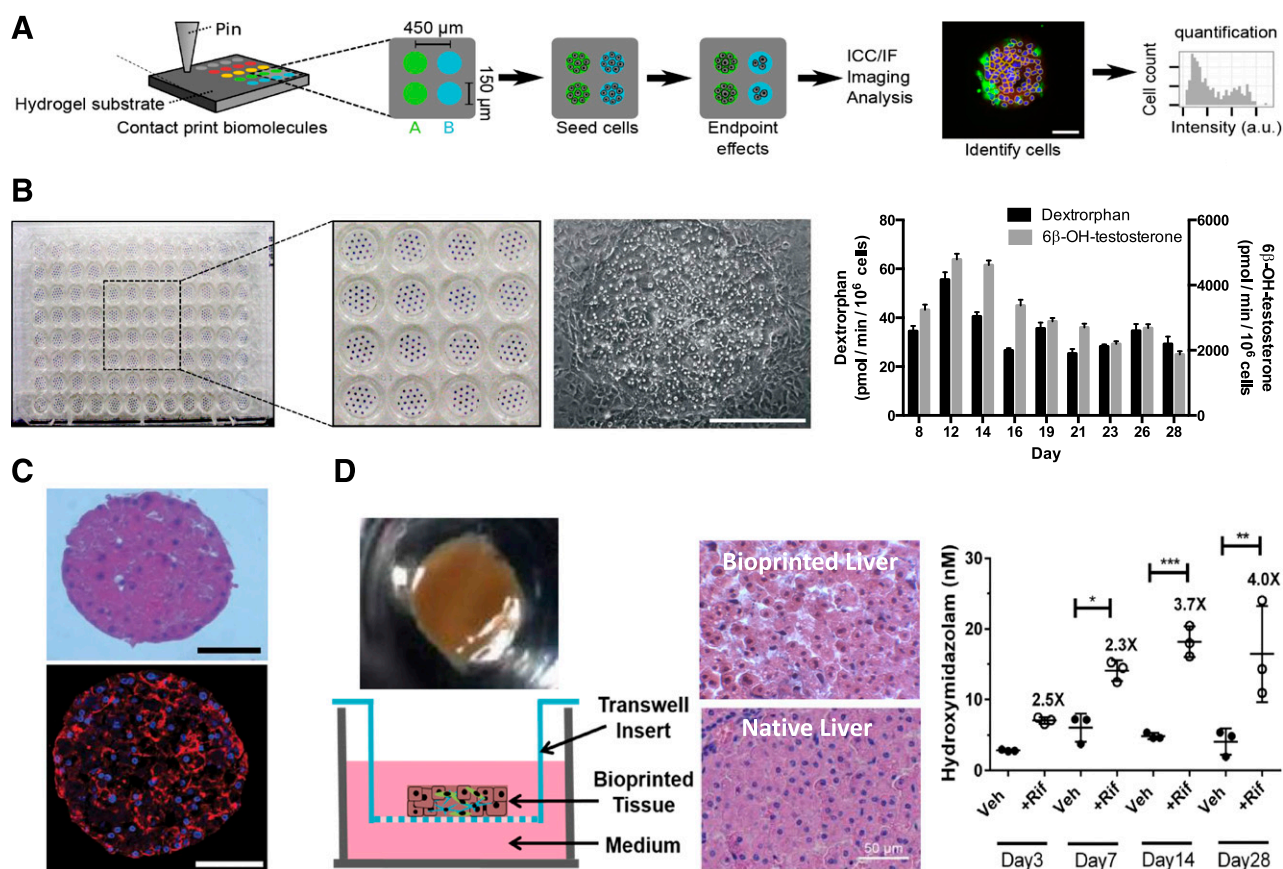 A
Pin
Hydrogel substrate
Contact print biomolecules
450 µm
150 µm
A
B
Seed cells
Endpoint
effects
ICC/IF
Imaging
Analysis
Identify cells
quantification
Cell count
Intensity (a.u.)
B
Dextrorphan
6β-OH-testosterone
Dextrorphan
(pmol / min / 10⁶ cells)
80
60
40
20
0
6000
4000
2000
0
6β-OH-testosterone
(pmol / min / 10⁶ cells
8 12 14 16 19 21 23 26 28
Day
C
D
Transwell
Insert
Bioprinted
Tissue
Medium
Bioprinted Liver
Native Liver
50 µm
Hydroxymidazolam (nM)
30
20
10
0
2.5X
*
2.3X
***
3.7X
**
4.0X
Veh +Rif Veh +Rif Veh +Rif Veh +Rif
Day3 Day7 Day14 Day28